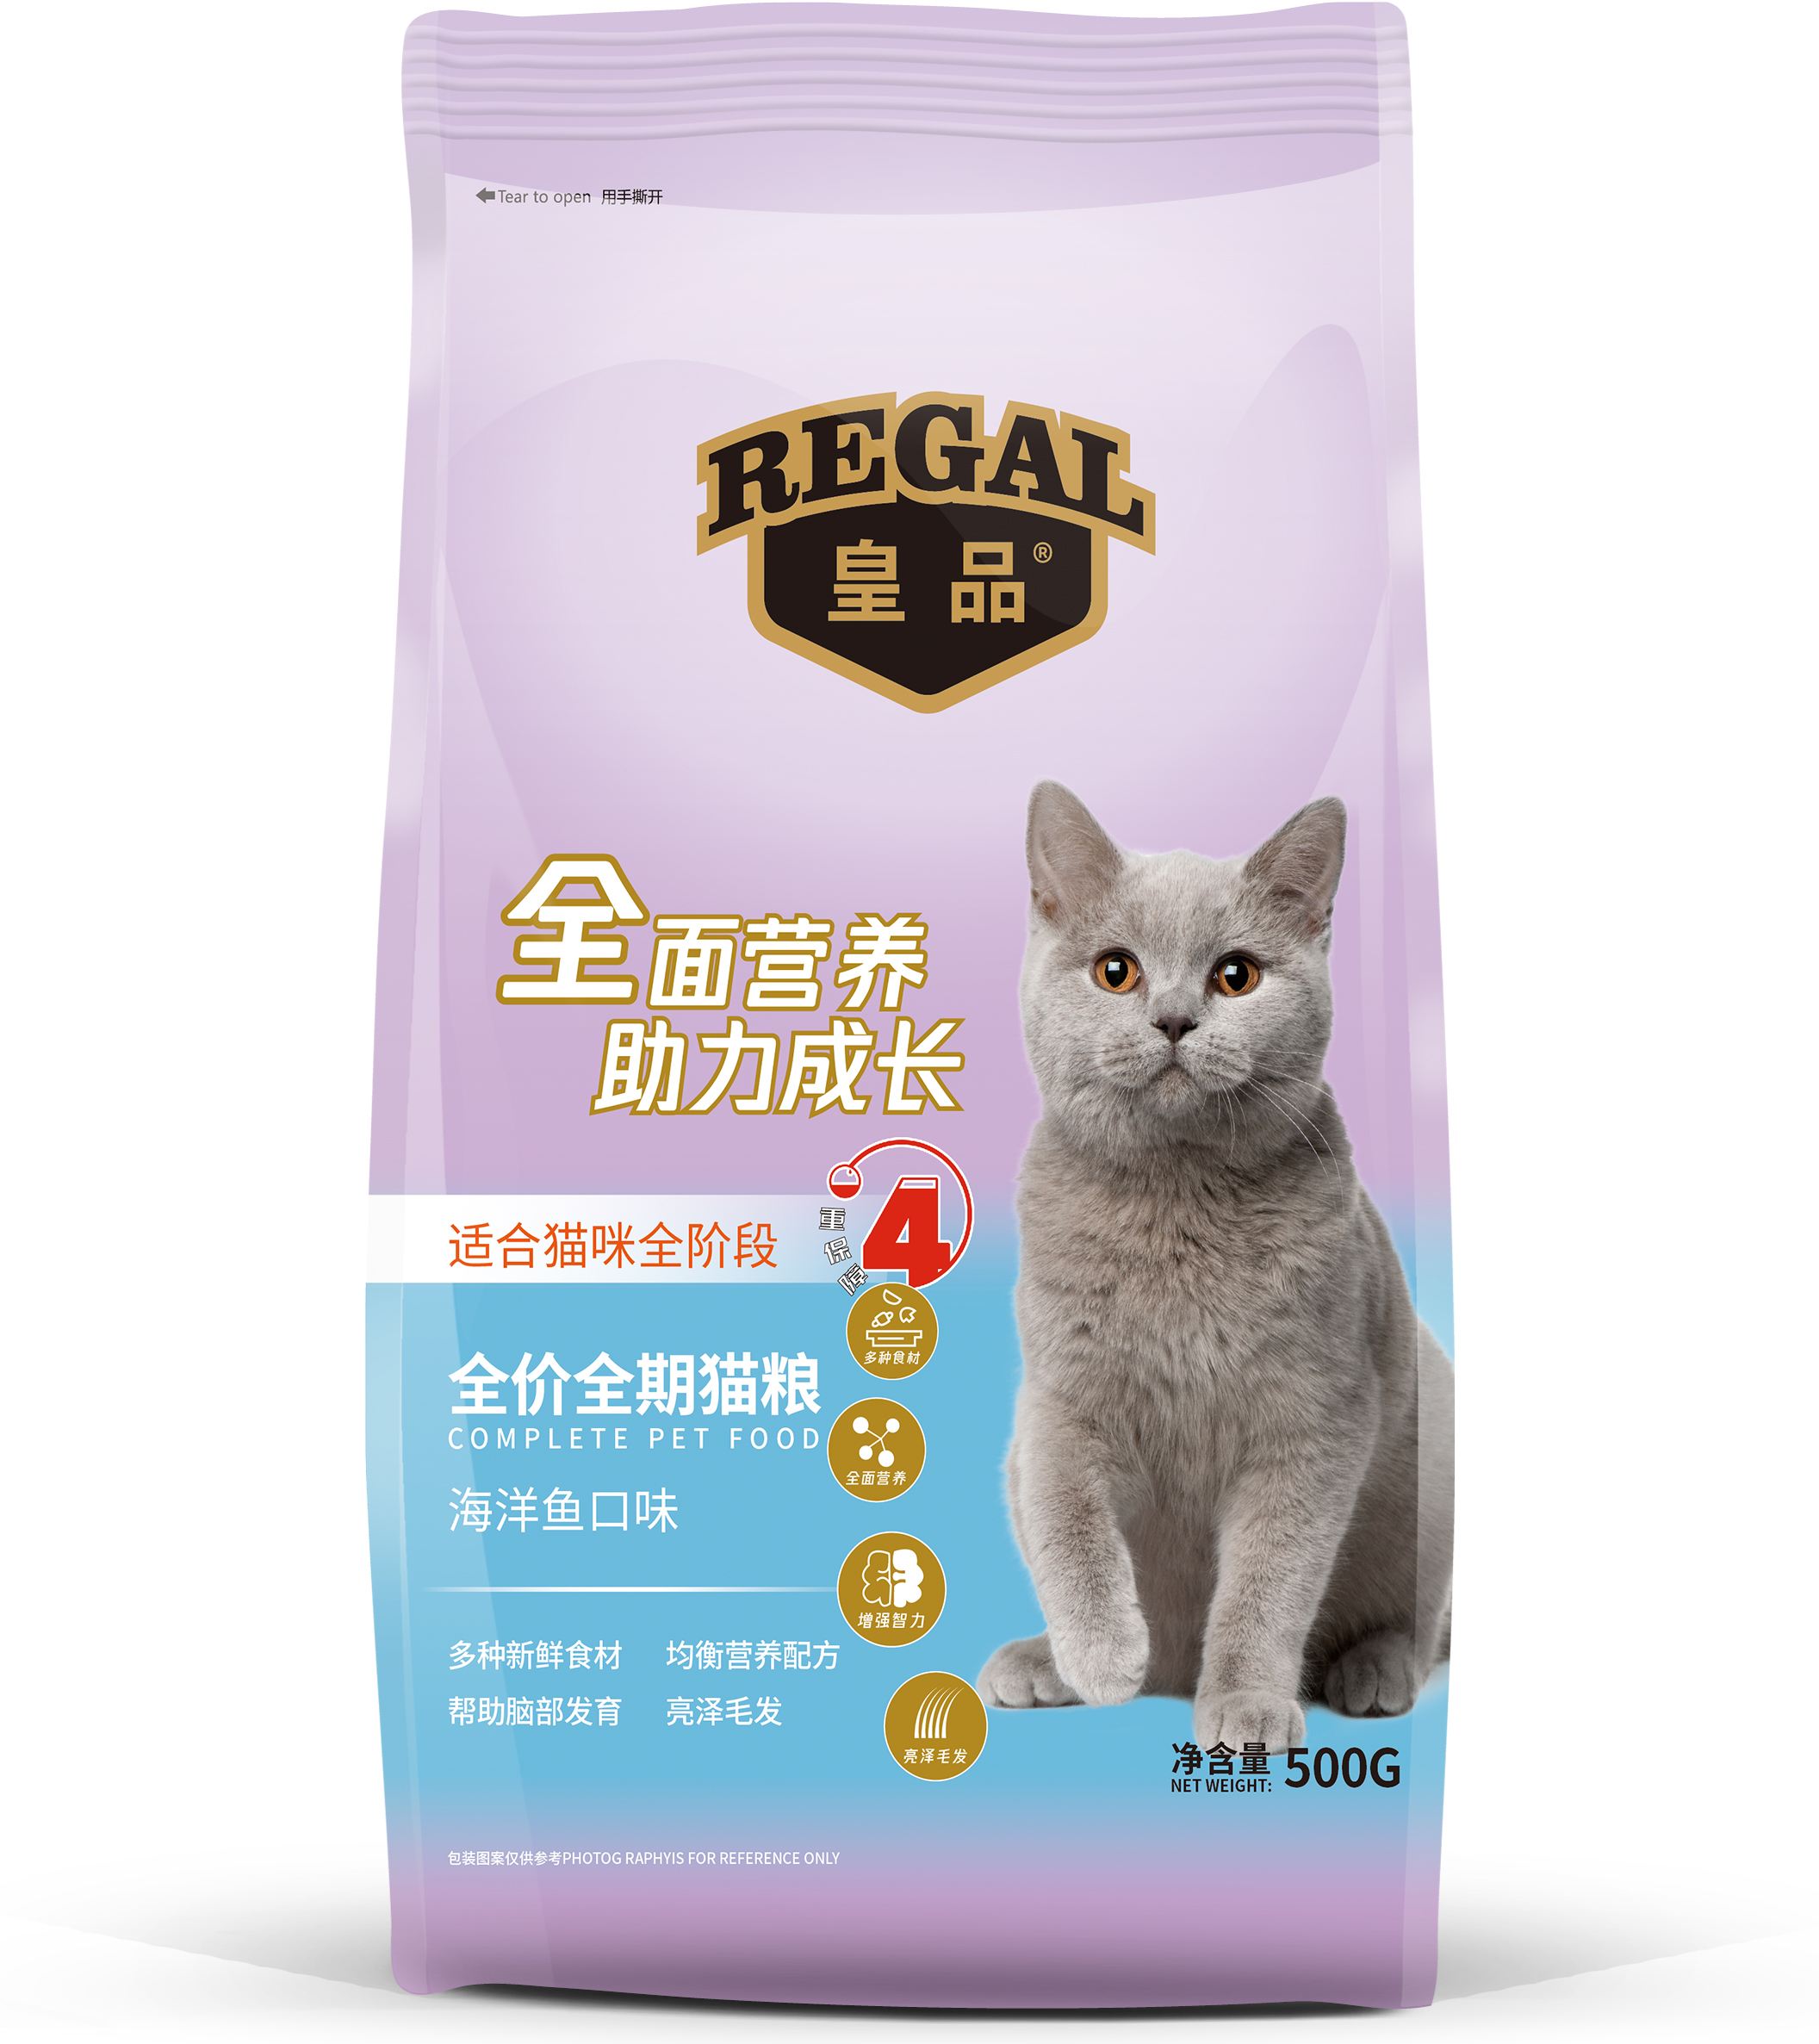 Tear to open 用手撕开
REGAL
皇品®
全面营养
助力成长
适合猫咪全阶段
4
重保障
多种食材
全价全期猫粮
COMPLETE PET FOOD
全面营养
海洋鱼口味
增强智力
多种新鲜食材 均衡营养配方
帮助脑部发育 亮泽毛发
亮泽毛发
净含量
NET WEIGHT: 500G
包装图案仅供参考PHOTOG RAPHYIS FOR REFERENCE ONLY